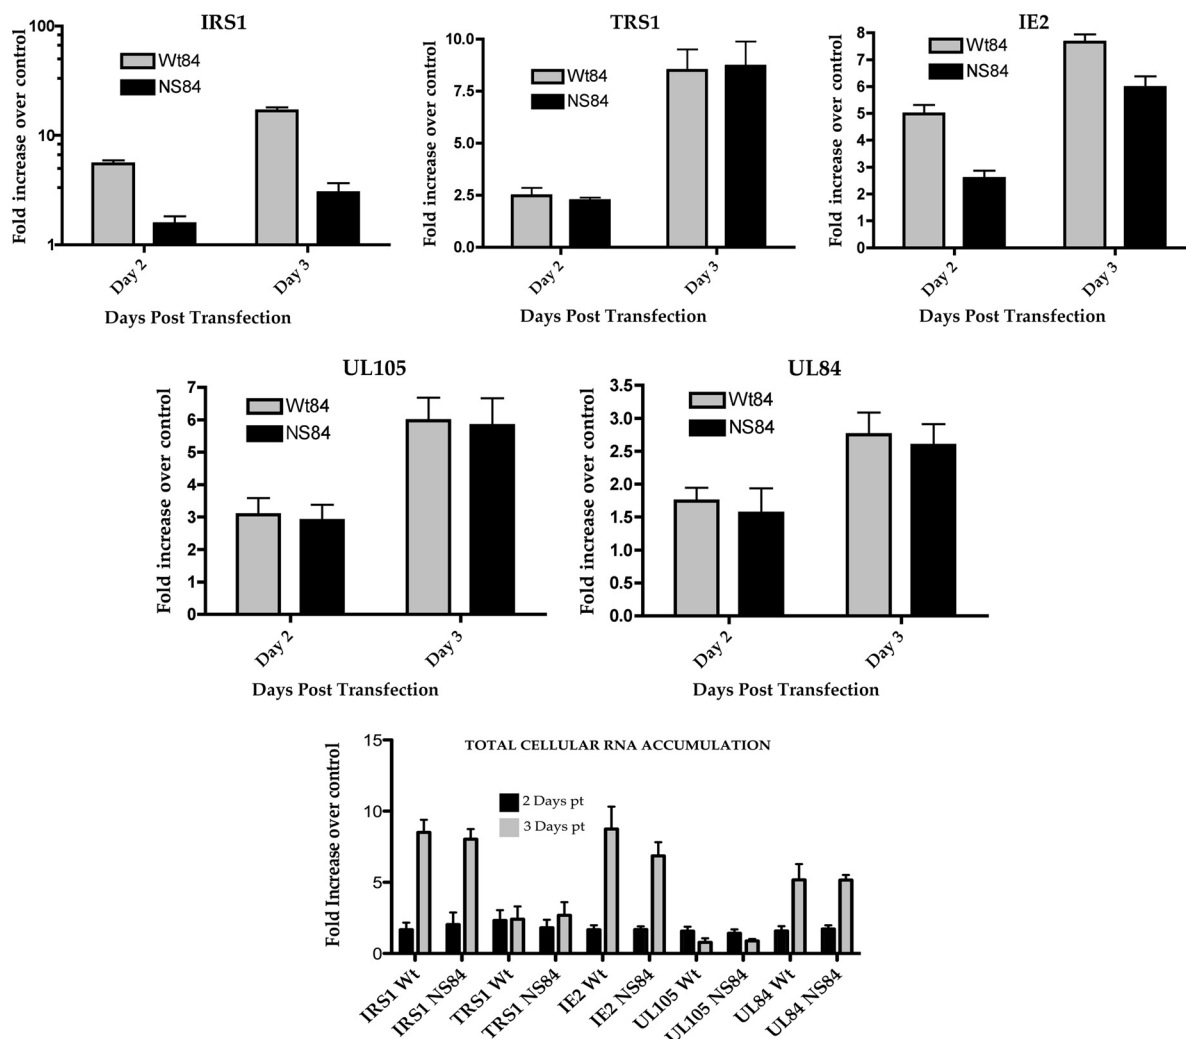 IRS1
Fold increase over control
100
10
1
Wt84
NS84
Day 2
Day 3
Days Post Transfection
TRS1
Fold increase over control
10.0
7.5
5.0
2.5
0.0
Wt84
NS84
Day 2
Day 3
Days Post Transfection
IE2
Fold increase over control
8
7
6
5
4
3
2
1
0
Wt84
NS84
Day 2
Day 3
Days Post Transfection
UL105
Fold increase over control
7
6
5
4
3
2
1
0
Wt84
NS84
Day 2
Day 3
Days Post Transfection
UL84
Fold increase over control
3.5
3.0
2.5
2.0
1.5
1.0
0.5
0.0
Wt84
NS84
Day 2
Day 3
Days Post Transfection
TOTAL CELLULAR RNA ACCUMULATION
Fold Increase over control
15
10
5
0
2 Days pt
3 Days pt
IRS1 Wt
IRS1 NS84
TRS1 Wt
TRS1 NS84
IE2 Wt
IE2 NS84
UL105 Wt
UL105 NS84
UL84 Wt
UL84 NS84